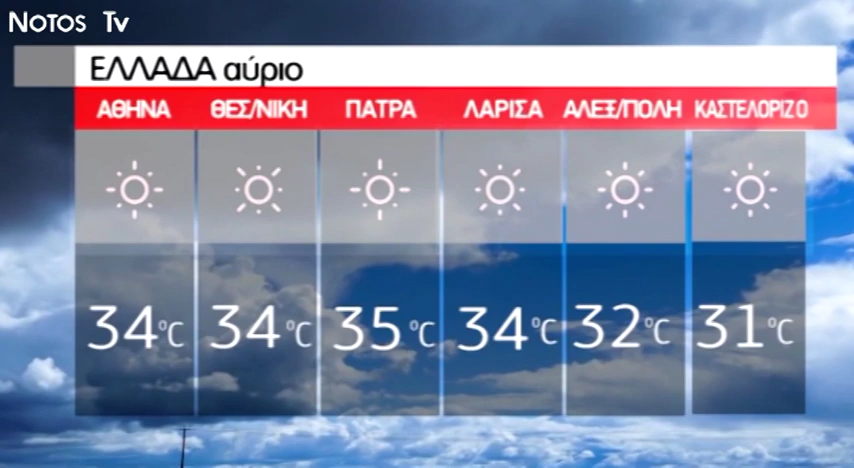 NOTOS TV
ΕΛΛΑΔΑ αύριο
ΑΘΗΝΑ ΘΕΣ/ΝΙΚΗ ΠΑΤΡΑ ΛΑΡΙΣΑ ΑΛΕΞ/ΠΟΛΗ ΚΑΣΤΕΛΟΡΙΖΟ
34°C 34°C 35°C 34°C 32°C 31°C